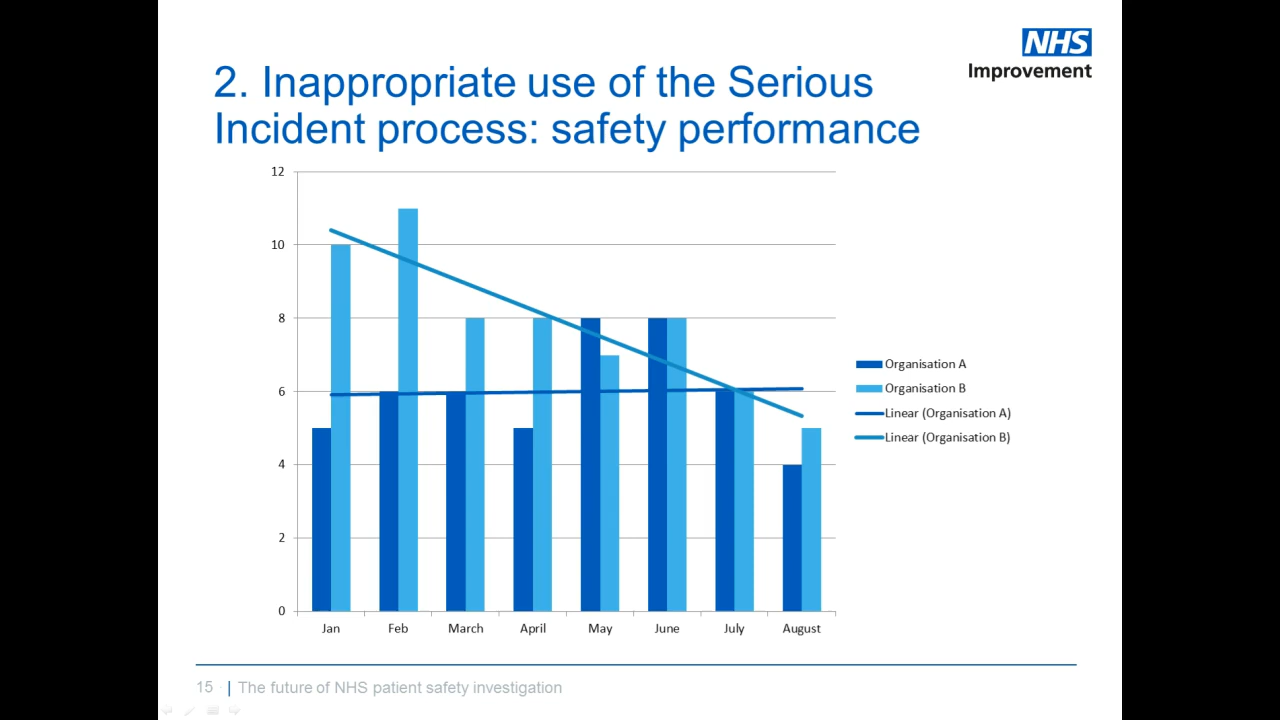 NHS
Improvement
2. Inappropriate use of the Serious
Incident process: safety performance
12
10
8
6
4
2
0
Jan Feb March April May June July August
Organisation A
Organisation B
Linear (Organisation A)
Linear (Organisation B)
15 | The future of NHS patient safety investigation